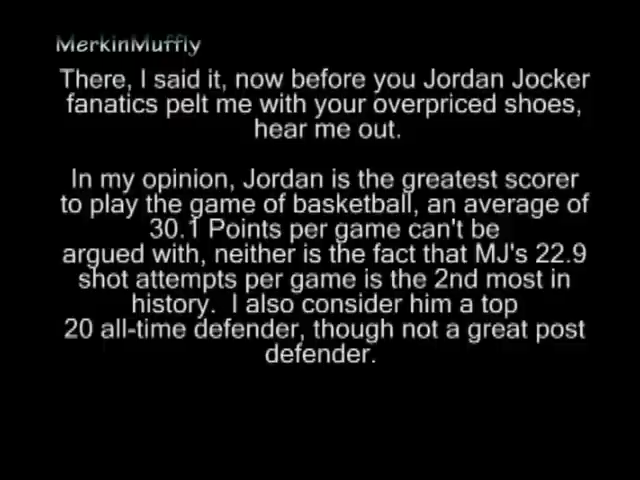 MerkinMuffly
There, I said it, now before you Jordan Jocker
fanatics pelt me with your overpriced shoes,
hear me out.
In my opinion, Jordan is the greatest scorer
to play the game of basketball, an average of
30.1 Points per game can't be
argued with, neither is the fact that MJ's 22.9
shot attempts per game is the 2nd most in
history.  I also consider him a top
20 all-time defender, though not a great post
defender.